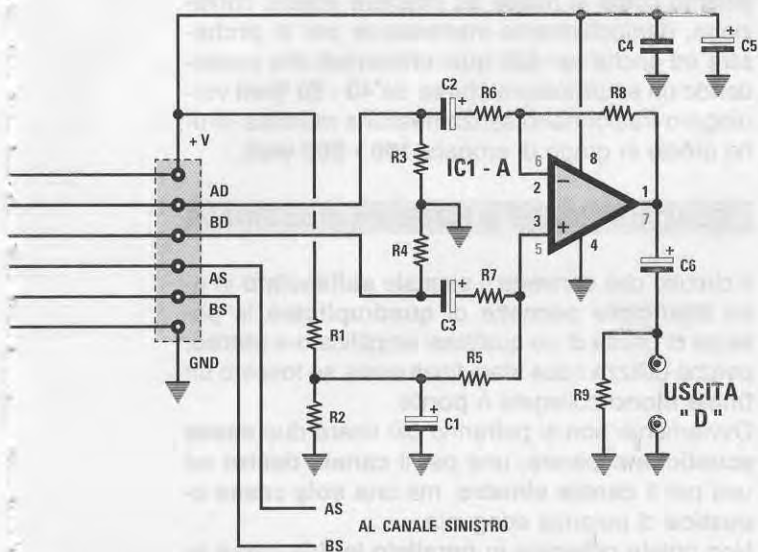 C4
C5
+V
C2
R6
R8
R3
IC1 - A
6
2
8
1
7
3
5
4
AD
BD
AS
BS
GND
R4
R7
C3
C6
R1
R5
R2
C1
R9
USCITA
"D"
AS
AL CANALE SINISTRO
BS